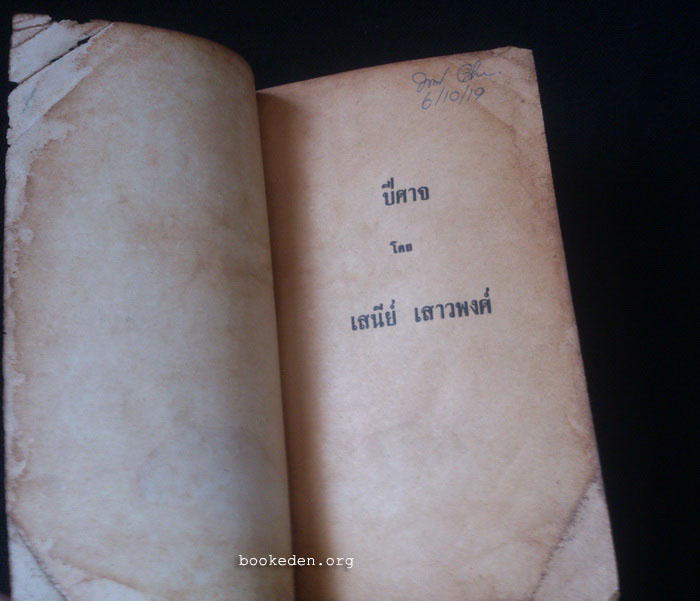 6/10/19
ปีศาจ
โดย
เสนีย์ เสาวพงศ์
bookeden.org